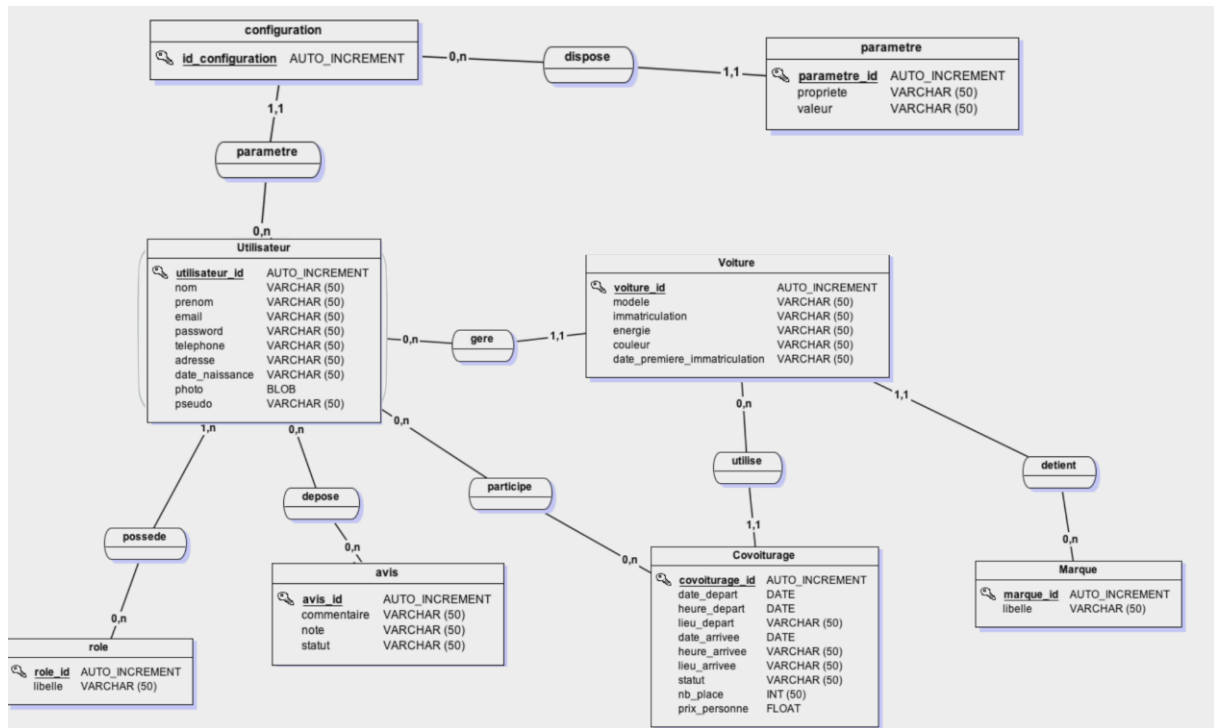 configuration
id_configuration AUTO_INCREMENT
0,n
dispose
1,1
parametre
parametre_id AUTO_INCREMENT
propriete VARCHAR (50)
valeur VARCHAR (50)
1,1
parametre
0,n
Utilisateur
utilisateur_id AUTO_INCREMENT
nom VARCHAR (50)
prenom VARCHAR (50)
email VARCHAR (50)
password VARCHAR (50)
telephone VARCHAR (50)
adresse VARCHAR (50)
date_naissance VARCHAR (50)
photo BLOB
pseudo VARCHAR (50)
0,n
gere
1,1
Voiture
voiture_id AUTO_INCREMENT
modele VARCHAR (50)
immatriculation VARCHAR (50)
energie VARCHAR (50)
couleur VARCHAR (50)
date_premiere_immatriculation VARCHAR (50)
1,n
possede
0,n
role
role_id AUTO_INCREMENT
libelle VARCHAR (50)
0,n
depose
0,n
avis
avis_id AUTO_INCREMENT
commentaire VARCHAR (50)
note VARCHAR (50)
statut VARCHAR (50)
0,n
participe
0,n
0,n
utilise
1,1
Covoiturage
covoiturage_id AUTO_INCREMENT
date_depart DATE
heure_depart DATE
lieu_depart VARCHAR (50)
date_arrivee DATE
heure_arrivee VARCHAR (50)
lieu_arrivee VARCHAR (50)
statut VARCHAR (50)
nb_place INT (50)
prix_personne FLOAT
1,1
detient
0,n
Marque
marque_id AUTO_INCREMENT
libelle VARCHAR (50)